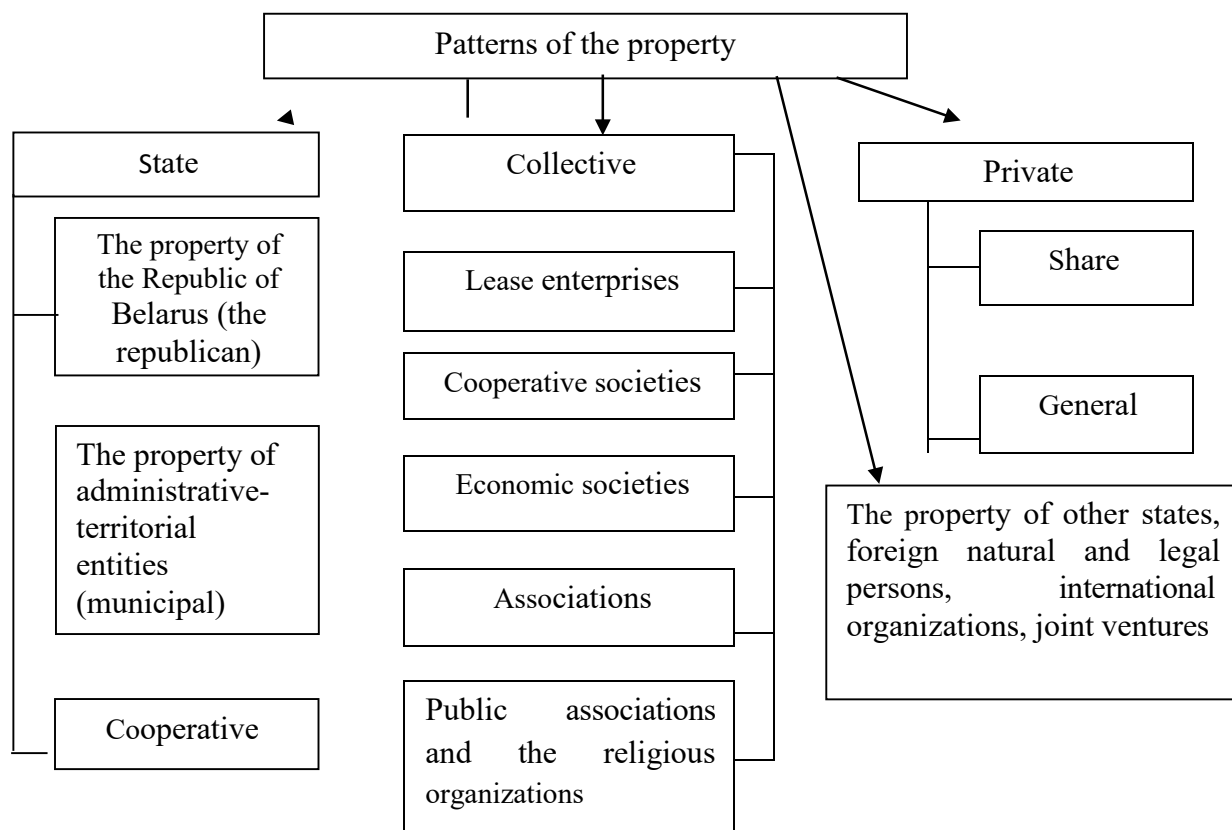 Patterns of the property
State
The property of
the Republic of
Belarus (the
republican)
The property of
administrative-
territorial
entities
(municipal)
Cooperative
Collective
Lease enterprises
Cooperative societies
Economic societies
Associations
Public associations
and the religious
organizations
Private
Share
General
The property of other states,
foreign natural and legal
persons, international
organizations, joint ventures